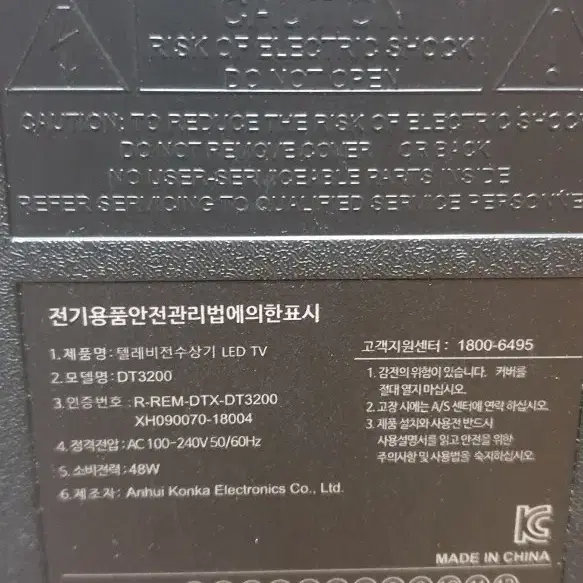 CAUTION
RISK OF ELECTRIC SHOCK
DO NOT OPEN
CAUTION: TO REDUCE THE RISK OF ELECTRIC SHOC
DO NOT REMOVE COVER OR BACK
NO USER-SERVICEABLE PARTS INSIDE
REFER SERVICING TO QUALIFIED SERVICE PERSONNE
전기용품안전관리법에의한표시
1.제품명: 텔레비전수상기 LED TV
2.모델명: DT3200
3.인증번호: R-REM-DTX-DT3200
XH090070-18004
4.정격전압: AC 100-240V 50/60Hz
5.소비전력: 48W
6.제조자: Anhui Konka Electronics Co., Ltd.
고객지원센터: 1800-6495
1.감전의 위험이 있습니다. 커버를
절대 열지 마십시오.
2.고장 시에는 A/S 센터에 연락 하십시오.
3.제품 설치와 사용전 반드시
사용설명서를 읽고 안전을 위한
주의사항 및 사용법을 숙지하십시오.
MADE IN CHINA